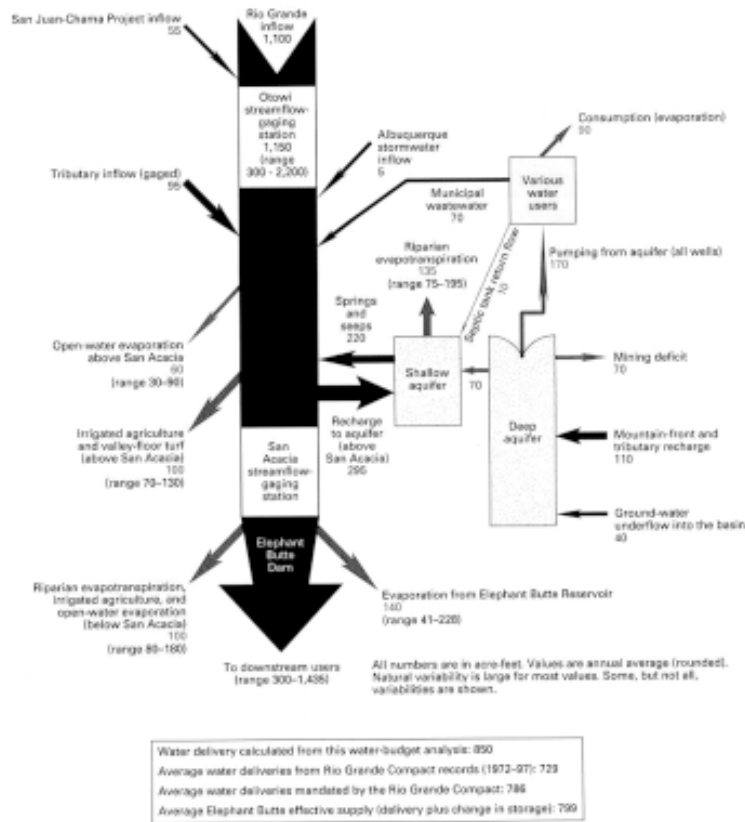 San Juan-Chama Project inflow
55
Rio Grande
inflow
1,100
Otowi
streamflow-
gaging
station
1,150
(range
300 - 2,200)
Albuquerque
stormwater
inflow
5
Consumption (evaporation)
90
Tributary inflow (gaged)
95
Municipal
wastewater
70
Various
water
users
Riparian
evapotranspiration
135
(range 75–195)
Septic tank return flow
70
Pumping from aquifer (all wells)
170
Springs
and
seeps
220
Open-water evaporation
above San Acacia
60
(range 30–90)
Shallow
aquifer
70
Mining deficit
70
Deep
aquifer
Irrigated agriculture
and valley-floor turf
(above San Acacia)
100
(range 70–130)
San
Acacia
streamflow-
gaging
station
Recharge
to aquifer
(above
San Acacia)
295
Mountain-front and
tributary recharge
110
Ground-water
underflow into the basin
40
Elephant
Butte
Dam
Riparian evapotranspiration,
irrigated agriculture, and
open-water evaporation
(below San Acacia)
100
(range 80–180)
Evaporation from Elephant Butte Reservoir
140
(range 41–228)
To downstream users
(range 300–1,435)
All numbers are in acre-feet. Values are annual average (rounded).
Natural variability is large for most values. Some, but not all,
variabilities are shown.
Water delivery calculated from this water-budget analysis: 850
Average water deliveries from Rio Grande Compact records (1972–97): 729
Average water deliveries mandated by the Rio Grande Compact: 786
Average Elephant Butte effective supply (delivery plus change in storage): 799